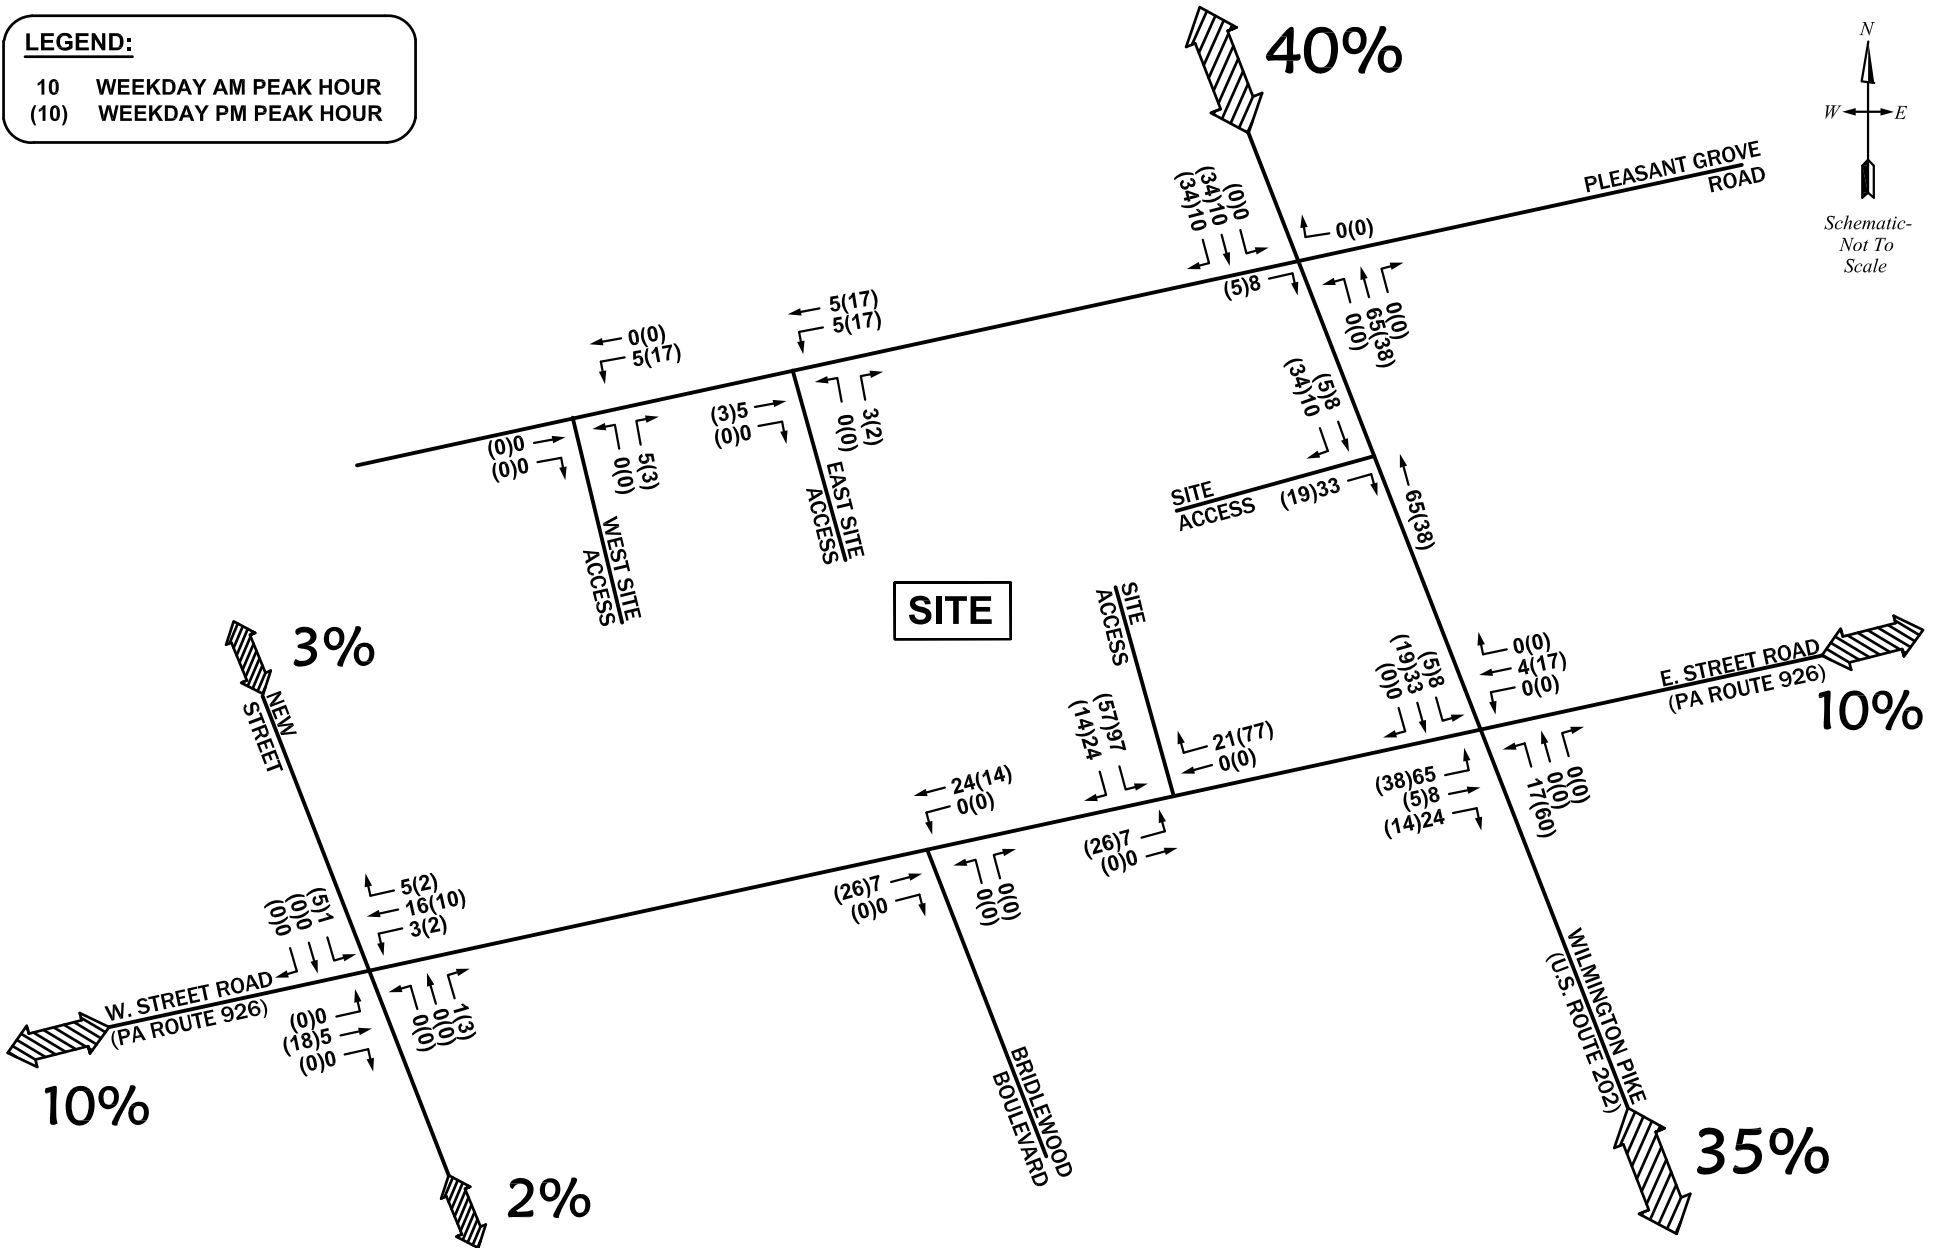 LEGEND:
10 WEEKDAY AM PEAK HOUR
(10) WEEKDAY PM PEAK HOUR
40%
N
W E
Schematic-
Not To
Scale
PLEASANT GROVE
ROAD
(34)10
(34)10
(0)0
0(0)
(5)8
0(0)
65(38)
0(0)
5(17)
5(17)
0(0)
5(17)
(3)5
(0)0
0(0)
3(2)
(0)0
(0)0
0(0)
5(3)
EAST SITE
ACCESS
WEST SITE
ACCESS
(34)10
(5)8
SITE
ACCESS
(19)33
65(38)
SITE
SITE
ACCESS
3%
NEW
STREET
(0)0
(19)33
(5)8
0(0)
4(17)
0(0)
E. STREET ROAD
(PA ROUTE 926)
10%
(14)24
(57)97
21(77)
0(0)
(38)65
(5)8
(14)24
17(60)
0(0)
0(0)
24(14)
0(0)
(26)7
(0)0
(26)7
(0)0
0(0)
0(0)
(0)0
(0)0
(5)1
5(2)
16(10)
3(2)
W. STREET ROAD
(PA ROUTE 926)
(0)0
(18)5
(0)0
0(0)
0(0)
1(3)
10%
BRIDLEWOOD
BOULEVARD
WILMINGTON PIKE
(U.S. ROUTE 202)
2%
35%